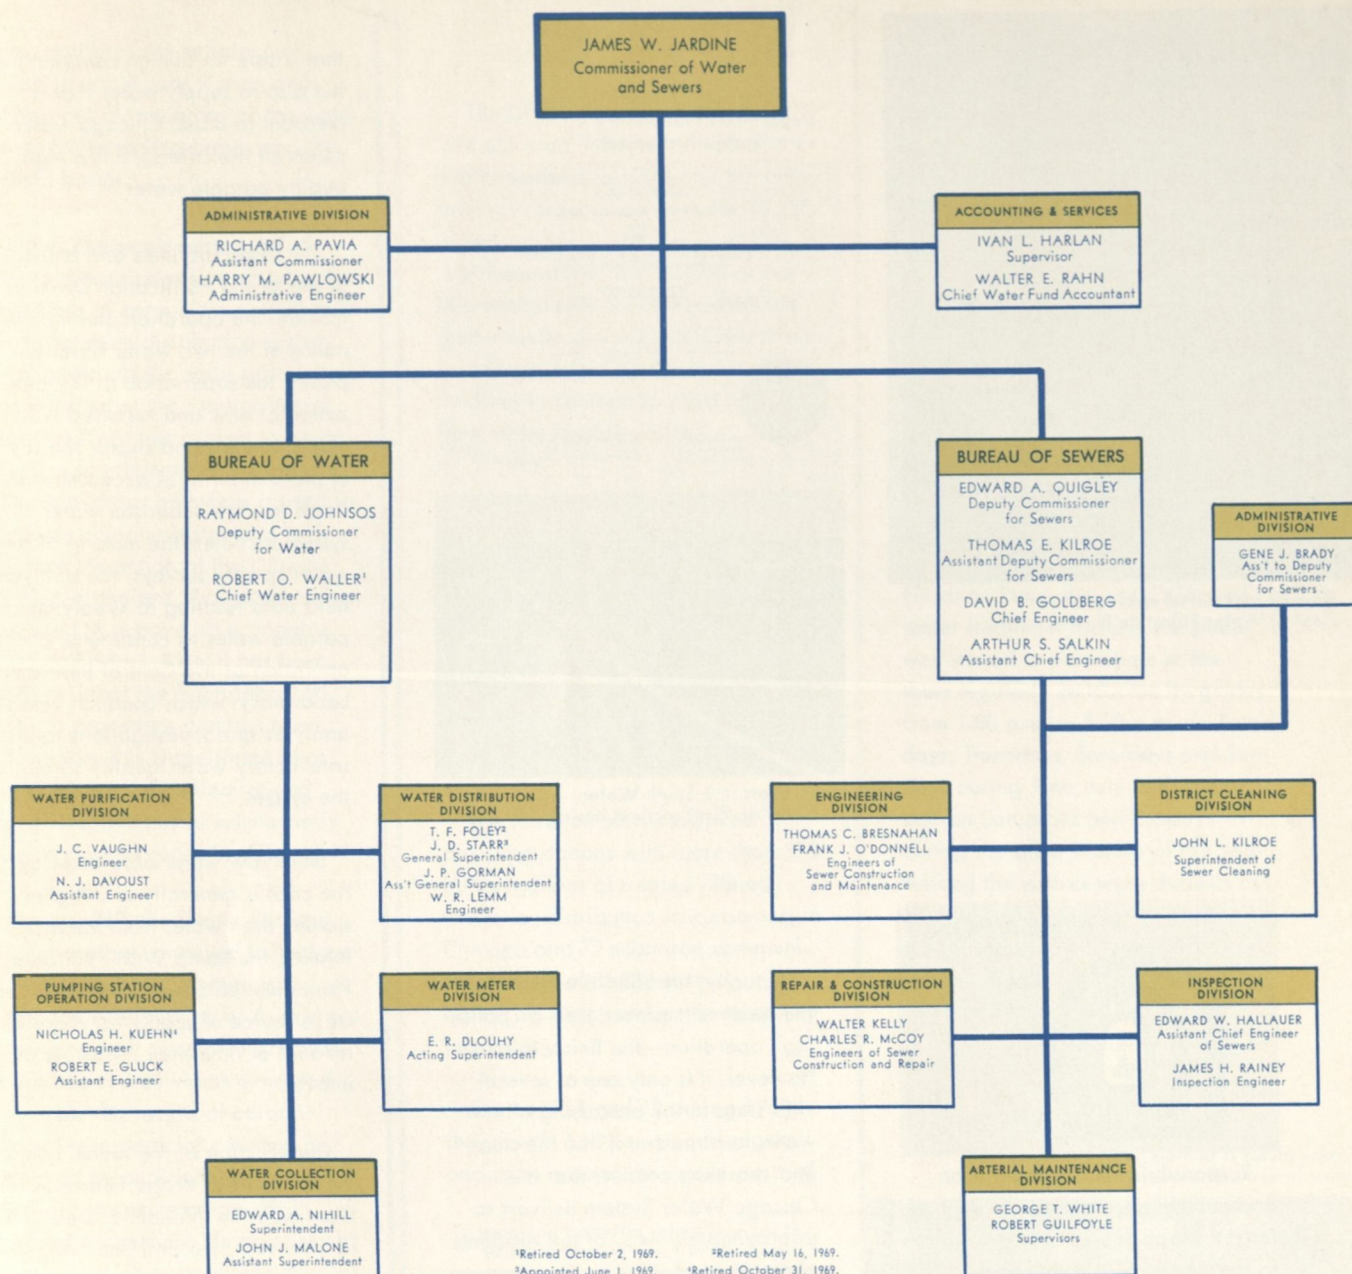 JAMES W. JARDINE
Commissioner of Water
and Sewers
ADMINISTRATIVE DIVISION
RICHARD A. PAVIA
Assistant Commissioner
HARRY M. PAWLOWSKI
Administrative Engineer
ACCOUNTING & SERVICES
IVAN L. HARLAN
Supervisor
WALTER E. RAHN
Chief Water Fund Accountant
BUREAU OF WATER
RAYMOND D. JOHNSOS
Deputy Commissioner
for Water
ROBERT O. WALLER¹
Chief Water Engineer
BUREAU OF SEWERS
EDWARD A. QUIGLEY
Deputy Commissioner
for Sewers
THOMAS E. KILROE
Assistant Deputy Commissioner
for Sewers
DAVID B. GOLDBERG
Chief Engineer
ARTHUR S. SALKIN
Assistant Chief Engineer
ADMINISTRATIVE
DIVISION
GENE J. BRADY
Ass't to Deputy
Commissioner
for Sewers
WATER PURIFICATION
DIVISION
J. C. VAUGHN
Engineer
N. J. DAVOUST
Assistant Engineer
WATER DISTRIBUTION
DIVISION
T. F. FOLEY²
J. D. STARR³
General Superintendent
J. P. GORMAN
Ass't General Superintendent
W. R. LEMM
Engineer
ENGINEERING
DIVISION
THOMAS C. BRESNAHAN
FRANK J. O'DONNELL
Engineers of
Sewer Construction
and Maintenance
DISTRICT CLEANING
DIVISION
JOHN L. KILROE
Superintendent of
Sewer Cleaning
PUMPING STATION
OPERATION DIVISION
NICHOLAS H. KUEHN⁴
Engineer
ROBERT E. GLUCK
Assistant Engineer
WATER METER
DIVISION
E. R. DLOUHY
Acting Superintendent
REPAIR & CONSTRUCTION
DIVISION
WALTER KELLY
CHARLES R. McCOY
Engineers of Sewer
Construction and Repair
INSPECTION
DIVISION
EDWARD W. HALLAUER
Assistant Chief Engineer
of Sewers
JAMES H. RAINEY
Inspection Engineer
WATER COLLECTION
DIVISION
EDWARD A. NIHILL
Superintendent
JOHN J. MALONE
Assistant Superintendent
ARTERIAL MAINTENANCE
DIVISION
GEORGE T. WHITE
ROBERT GUILFOYLE
Supervisors
¹Retired October 2, 1969. ²Retired May 16, 1969.
³Appointed June 1, 1969. ⁴Retired October 31, 1969.